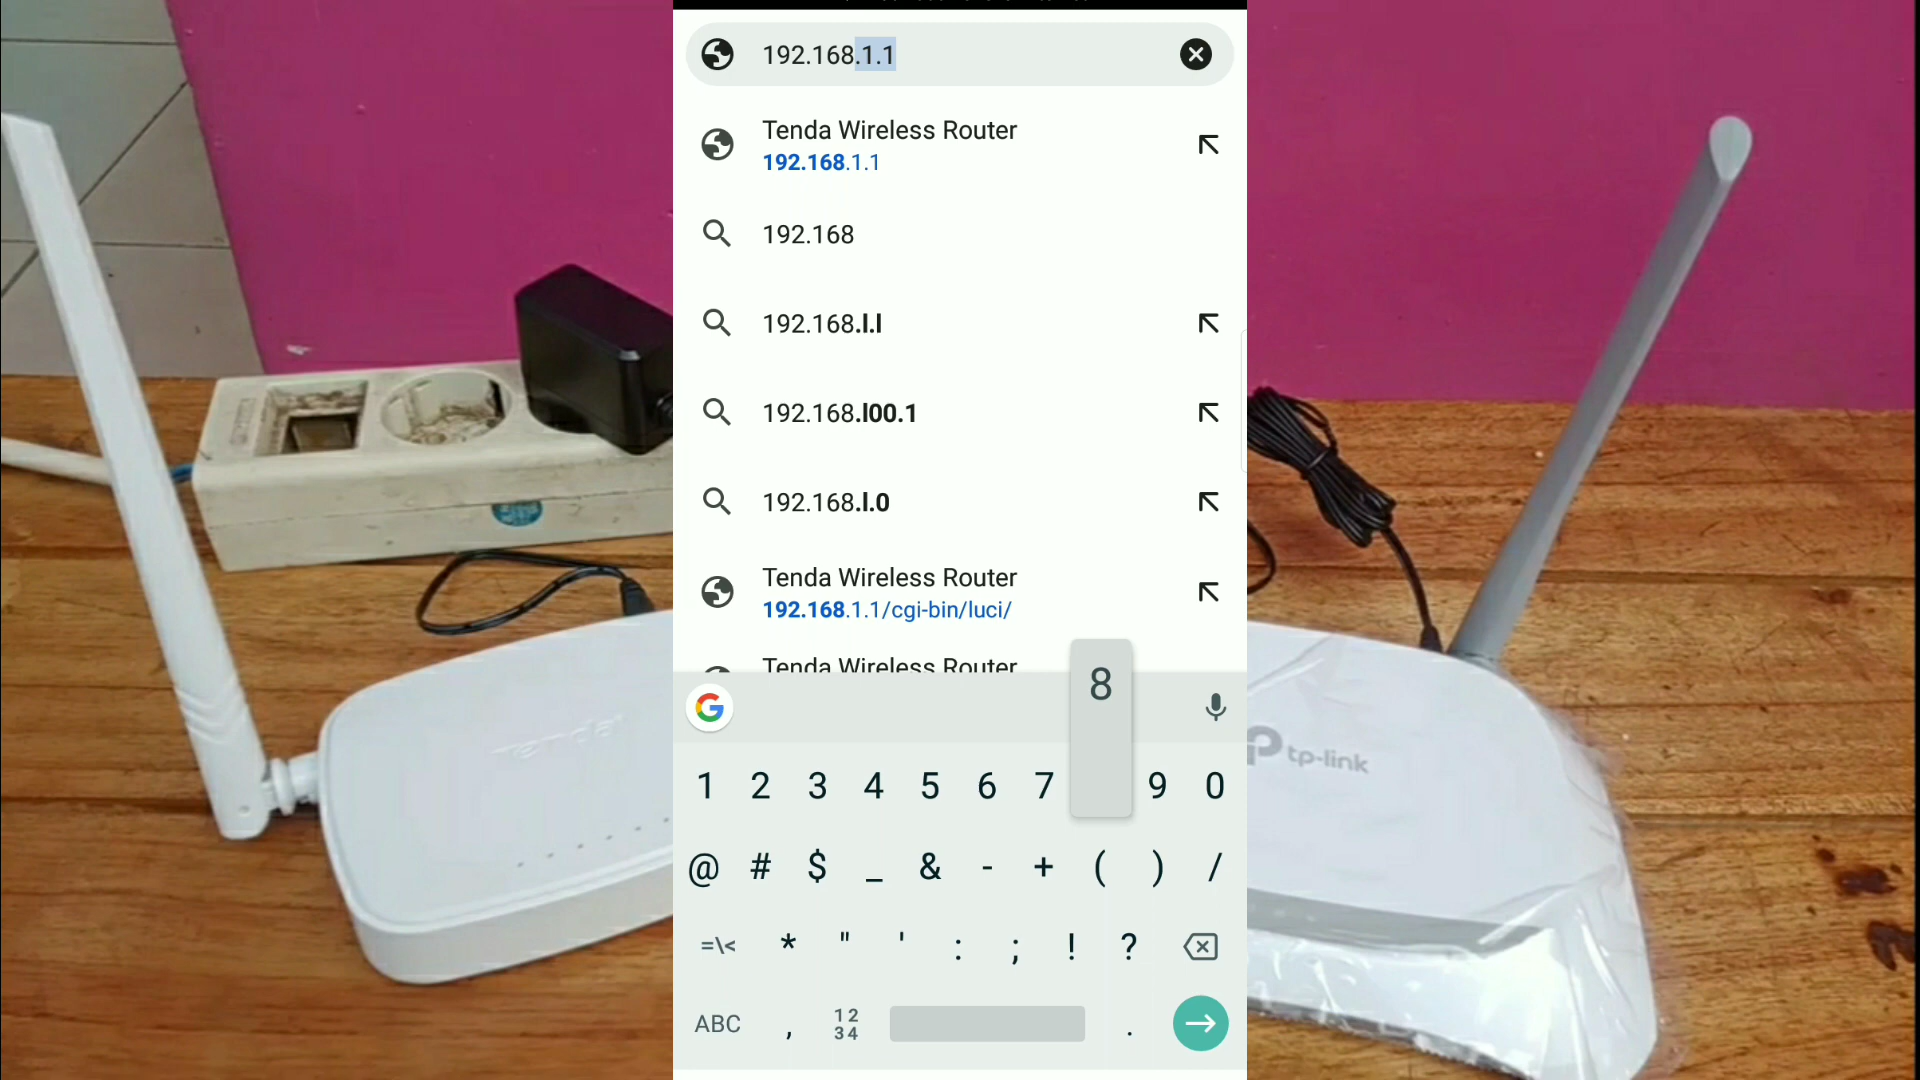 192.168.1.1
Tenda Wireless Router
192.168.1.1
192.168
192.168.l.l
192.168.l00.1
192.168.l.0
Tenda Wireless Router
192.168.1.1/cgi-bin/luci/
Tenda Wireless Router
8
1 2 3 4 5 6 7 9 0
@ # $ _ & - + ( ) /
=\< * " ' : ; ! ?
ABC , 12 34 .
Tenda
tp-link